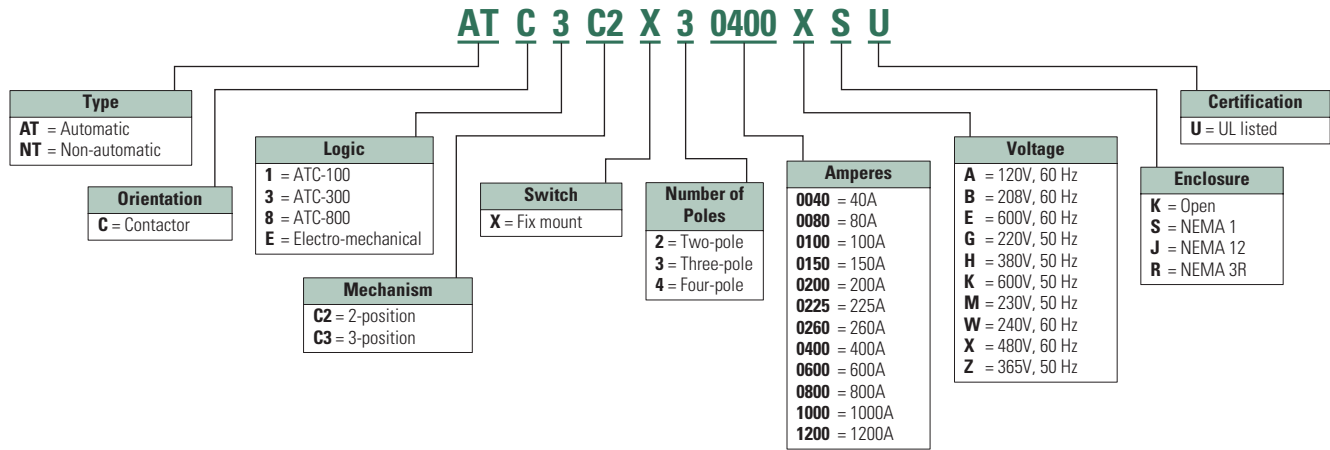 AT C 3 C2 X 3 0400 X S U
Type
AT = Automatic
NT = Non-automatic
Orientation
C = Contactor
Logic
1 = ATC-100
3 = ATC-300
8 = ATC-800
E = Electro-mechanical
Mechanism
C2 = 2-position
C3 = 3-position
Switch
X = Fix mount
Number of
Poles
2 = Two-pole
3 = Three-pole
4 = Four-pole
Amperes
0040 = 40A
0080 = 80A
0100 = 100A
0150 = 150A
0200 = 200A
0225 = 225A
0260 = 260A
0400 = 400A
0600 = 600A
0800 = 800A
1000 = 1000A
1200 = 1200A
Voltage
A = 120V, 60 Hz
B = 208V, 60 Hz
E = 600V, 60 Hz
G = 220V, 50 Hz
H = 380V, 50 Hz
K = 600V, 50 Hz
M = 230V, 50 Hz
W = 240V, 60 Hz
X = 480V, 60 Hz
Z = 365V, 50 Hz
Enclosure
K = Open
S = NEMA 1
J = NEMA 12
R = NEMA 3R
Certification
U = UL listed